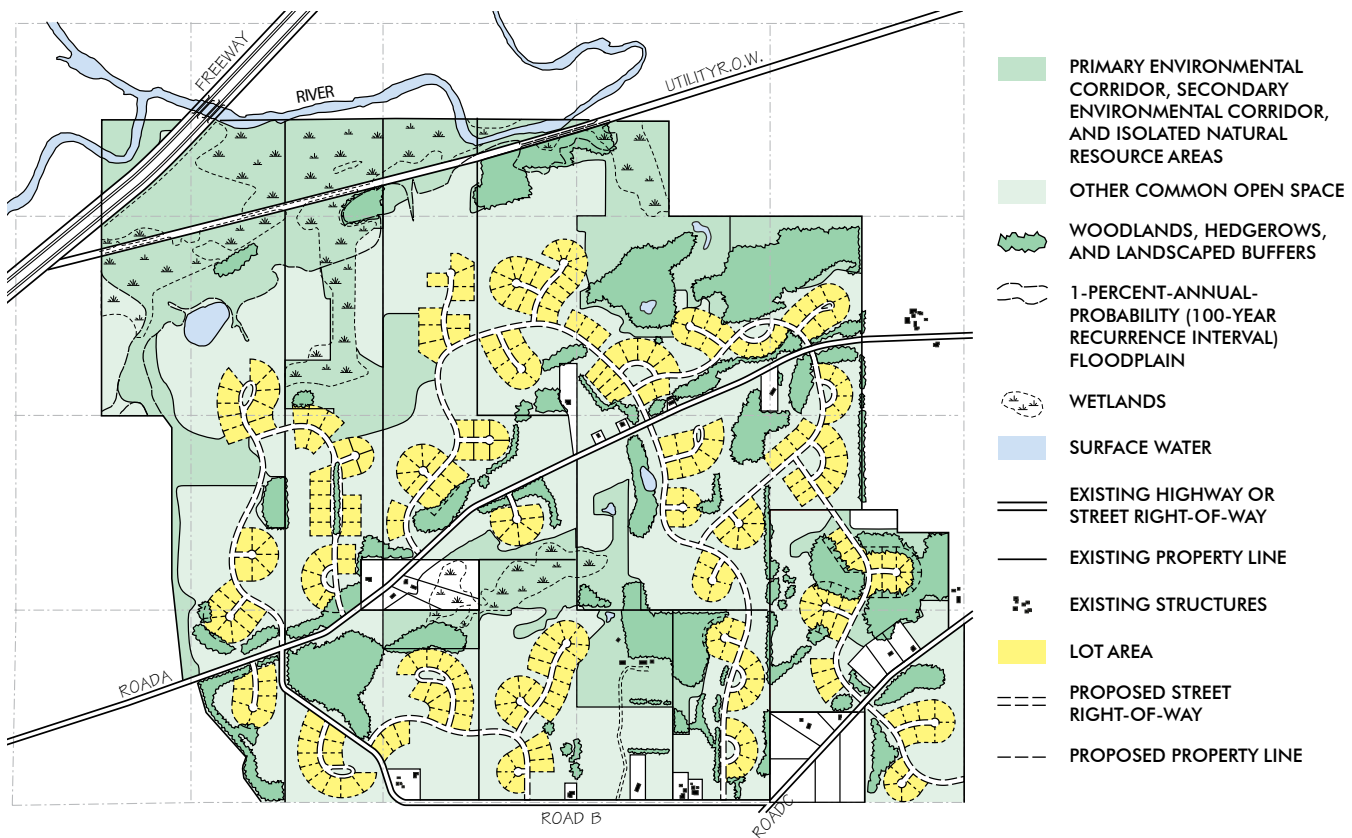 FREEWAY
RIVER
UTILITY R.O.W.
ROAD A
ROAD B
ROAD C
PRIMARY ENVIRONMENTAL
CORRIDOR, SECONDARY
ENVIRONMENTAL CORRIDOR,
AND ISOLATED NATURAL
RESOURCE AREAS
OTHER COMMON OPEN SPACE
WOODLANDS, HEDGEROWS,
AND LANDSCAPED BUFFERS
1-PERCENT-ANNUAL-
PROBABILITY (100-YEAR
RECURRENCE INTERVAL)
FLOODPLAIN
WETLANDS
SURFACE WATER
EXISTING HIGHWAY OR
STREET RIGHT-OF-WAY
EXISTING PROPERTY LINE
EXISTING STRUCTURES
LOT AREA
PROPOSED STREET
RIGHT-OF-WAY
PROPOSED PROPERTY LINE